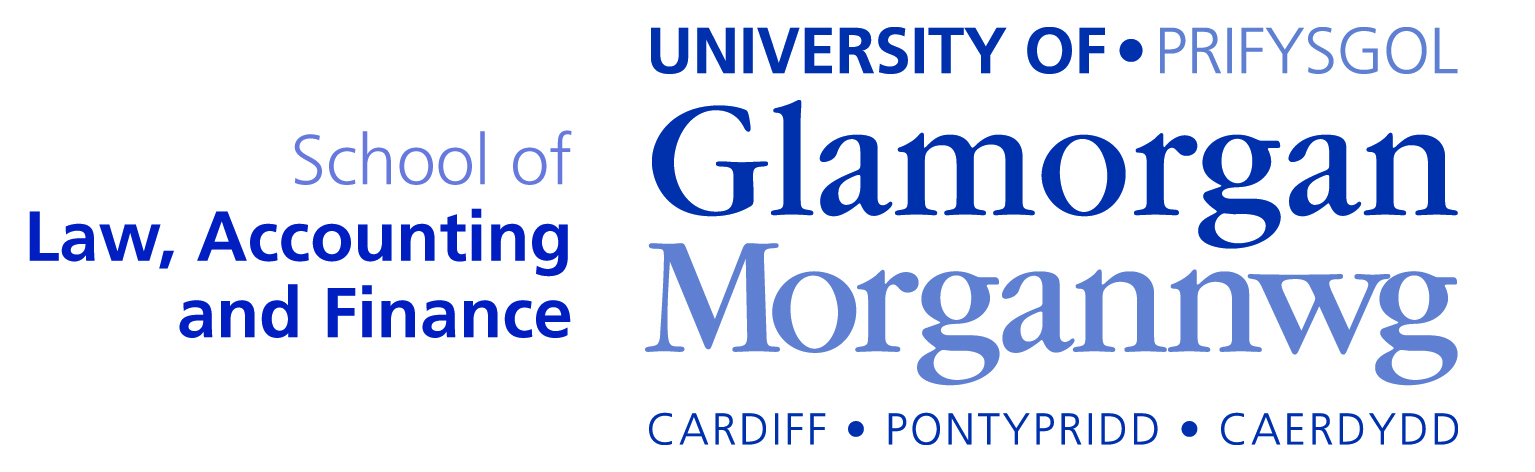 School of
Law, Accounting
and Finance
UNIVERSITY OF • PRIFYSGOL
Glamorgan
Morgannwg
CARDIFF • PONTYPRIDD • CAERDYDD